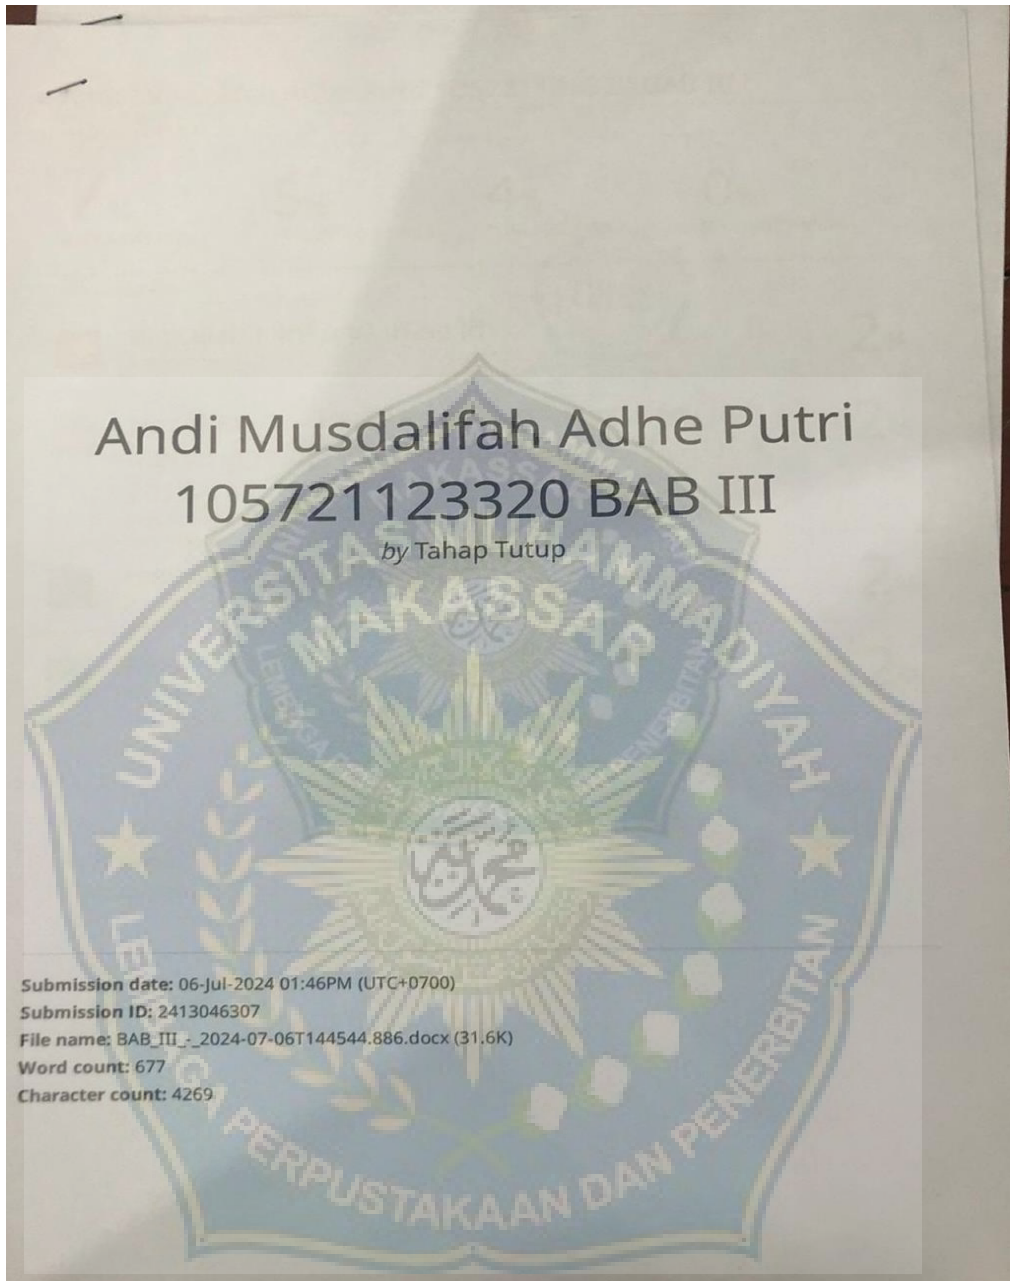 Andi Musdalifah Adhe Putri
105721123320 BAB III
by Tahap Tutup
UNIVERSITAS MUHAMMADIYAH
MAKASSAR
محمد
Submission date: 06-Jul-2024 01:46PM (UTC+0700)
Submission ID: 2413046307
File name: BAB_III_-_2024-07-06T144544.886.docx (31.6K)
Word count: 677
Character count: 4269
LEMBAGA PERPUSTAKAAN DAN PENERBITAN